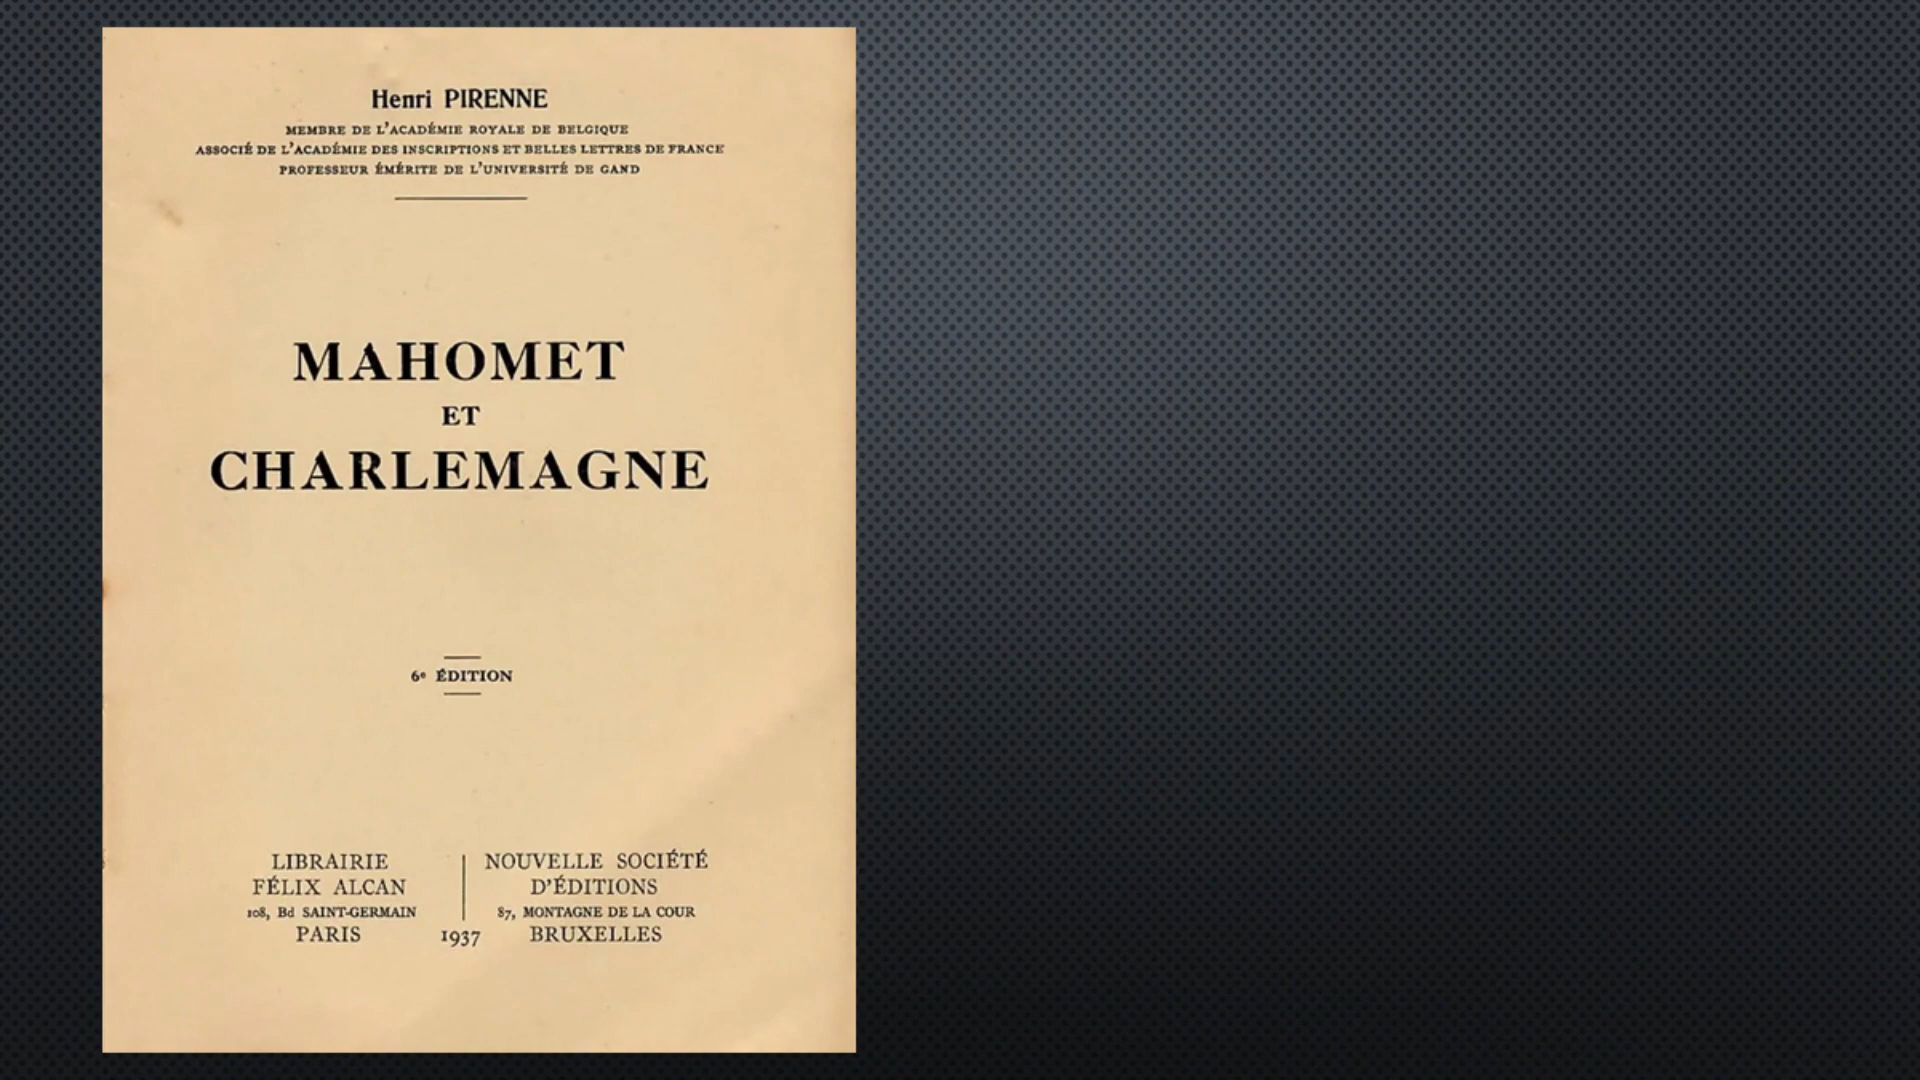 Henri PIRENNE
MEMBRE DE L'ACADÉMIE ROYALE DE BELGIQUE
ASSOCIÉ DE L'ACADÉMIE DES INSCRIPTIONS ET BELLES LETTRES DE FRANCE
PROFESSEUR ÉMÉRITE DE L'UNIVERSITÉ DE GAND
MAHOMET
ET
CHARLEMAGNE
6e ÉDITION
LIBRAIRIE
FÉLIX ALCAN
108, Bd SAINT-GERMAIN
PARIS
1937
NOUVELLE SOCIÉTÉ
D'ÉDITIONS
87, MONTAGNE DE LA COUR
BRUXELLES